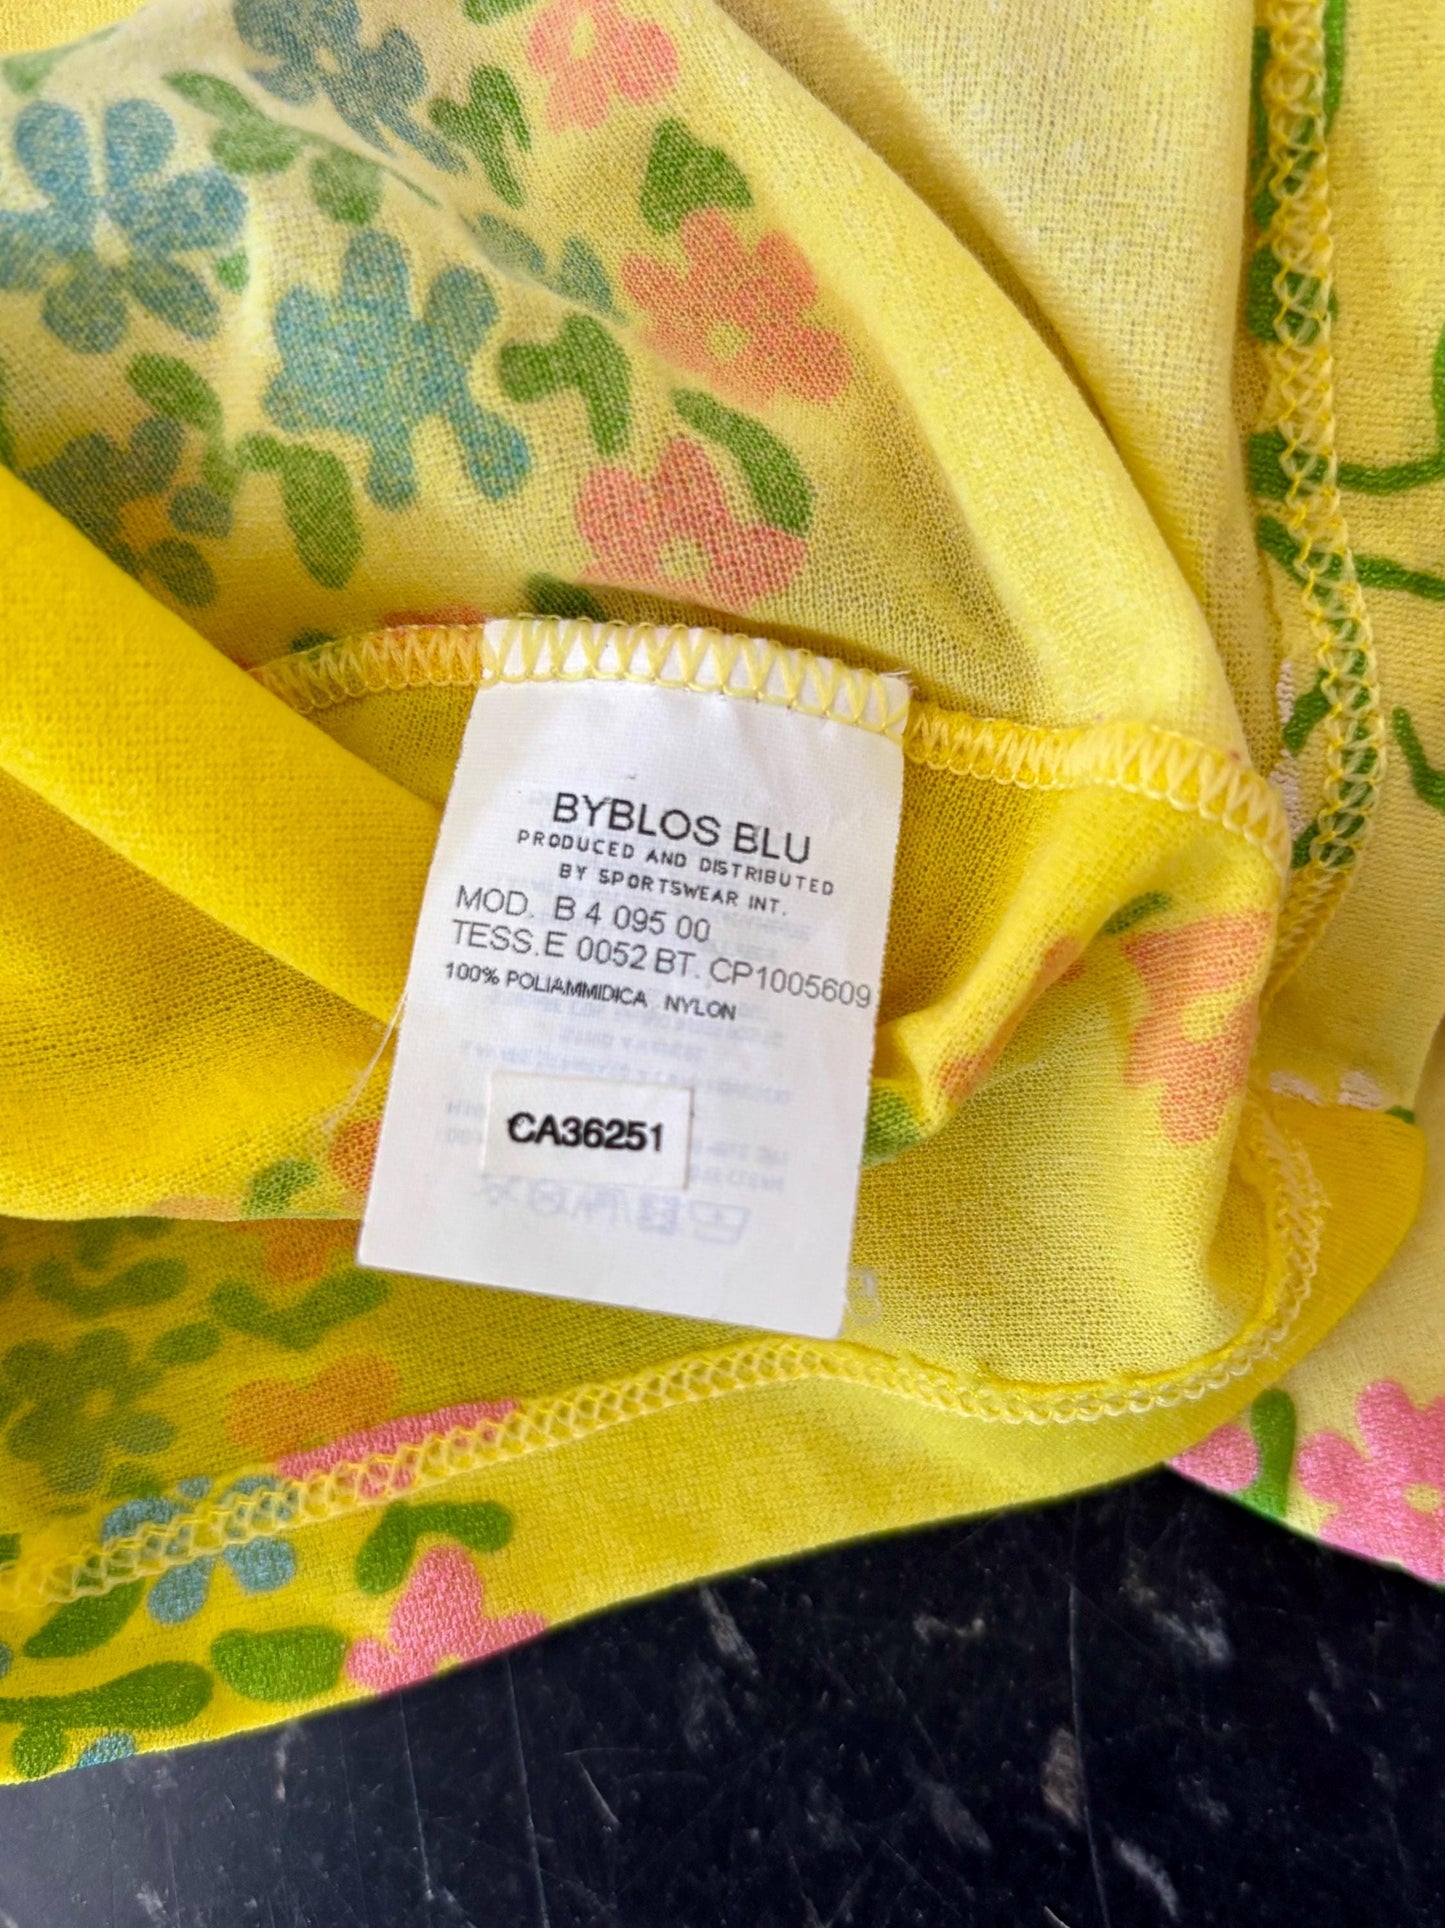 BYBLOS BLU
PRODUCED AND DISTRIBUTED
BY SPORTSWEAR INT.
MOD. B 4 095 00
TESS.E 0052 BT. CP1005609
100% POLIAMMIDICA NYLON
CA36251